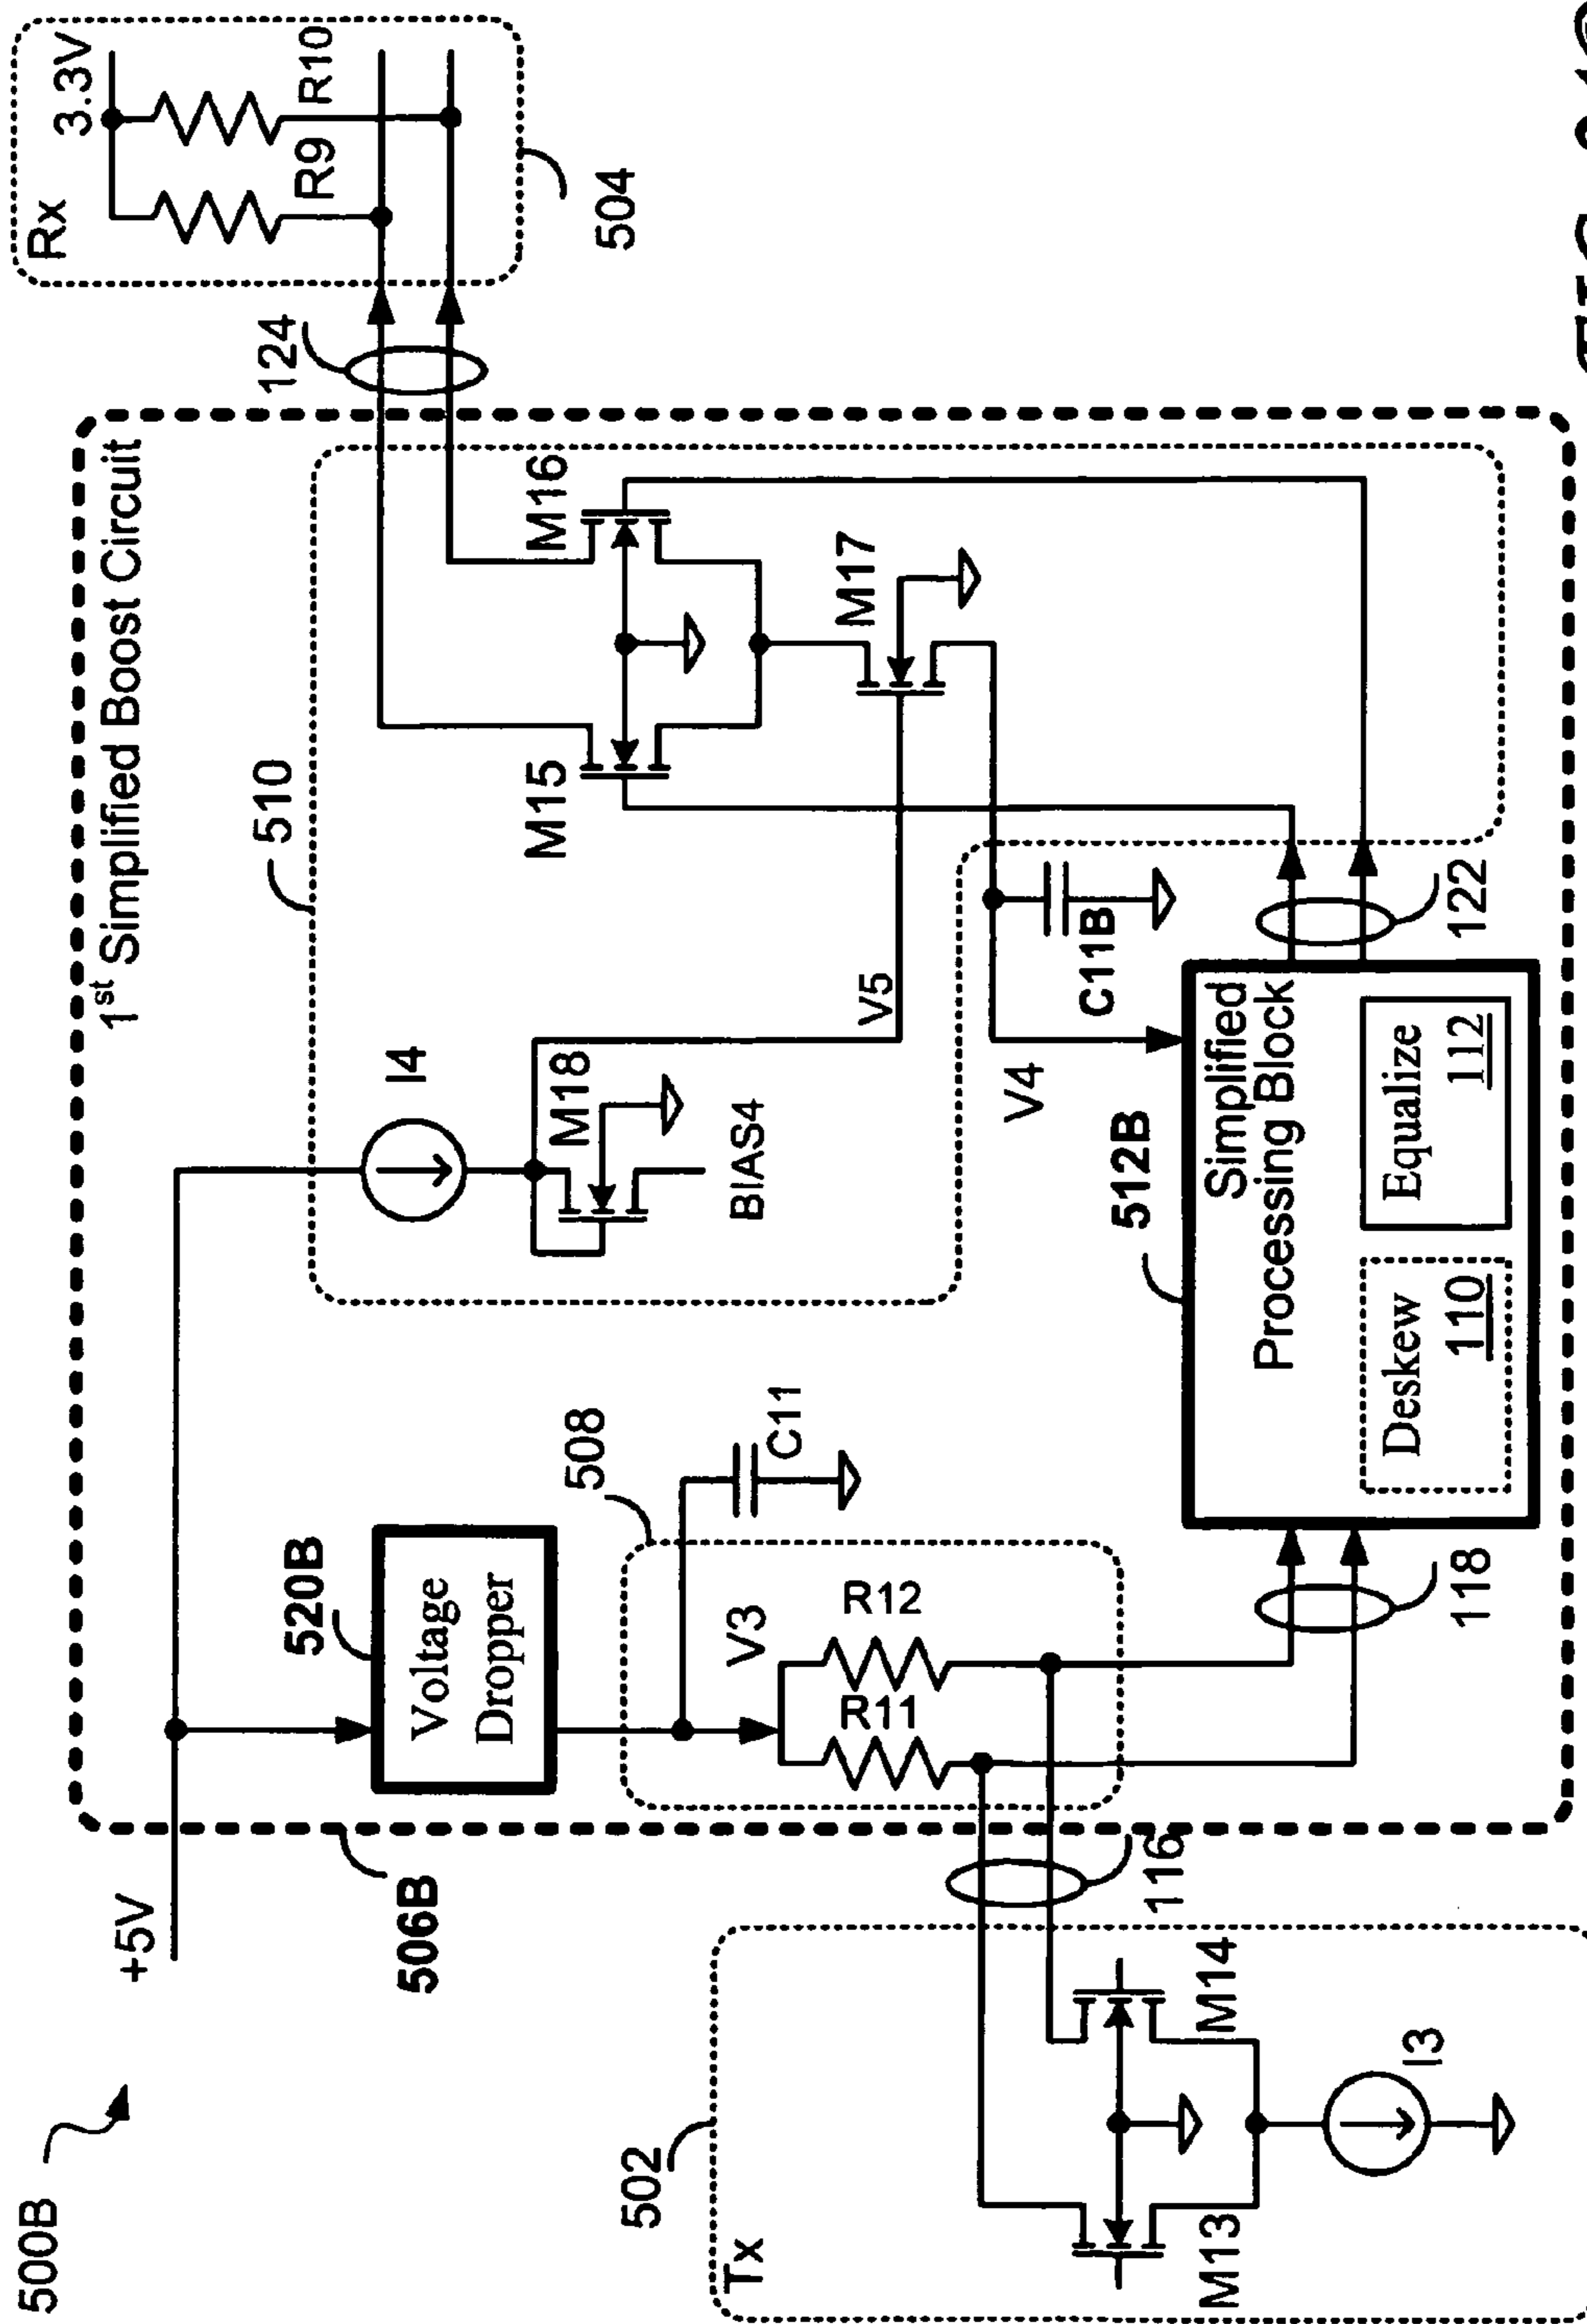 500B
+5V
506B
1st Simplified Boost Circuit
520B
Voltage
Dropper
508
C11
V3
R11
R12
I4
M18
BIAS4
V5
510
M15
M16
M17
V4
C11B
512B
Simplified
Processing Block
Deskew
110
Equalize
112
118
122
116
124
502
Tx
M13
M14
I3
Rx
3.3V
R9
R10
504